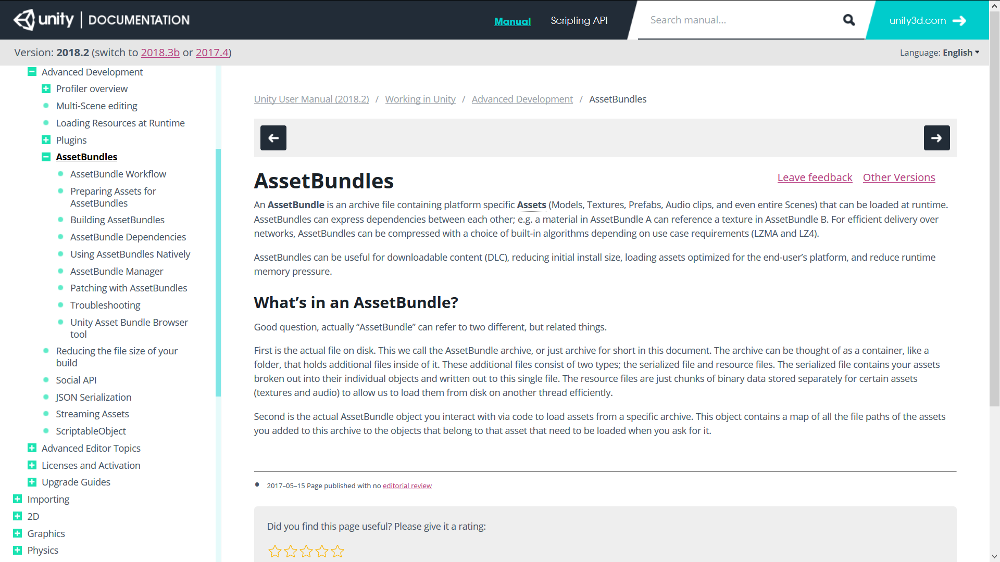 unity | DOCUMENTATION
Manual
Scripting API
Search manual...
unity3d.com
Version: 2018.2 (switch to 2018.3b or 2017.4)
Language: English
Advanced Development
Profiler overview
Multi-Scene editing
Loading Resources at Runtime
Plugins
AssetBundles
AssetBundle Workflow
Preparing Assets for
AssetBundles
Building AssetBundles
AssetBundle Dependencies
Using AssetBundles Natively
AssetBundle Manager
Patching with AssetBundles
Troubleshooting
Unity Asset Bundle Browser
tool
Reducing the file size of your
build
Social API
JSON Serialization
Streaming Assets
ScriptableObject
Advanced Editor Topics
Licenses and Activation
Upgrade Guides
Importing
2D
Graphics
Physics
Unity User Manual (2018.2) / Working in Unity / Advanced Development / AssetBundles
AssetBundles
Leave feedback
Other Versions
An AssetBundle is an archive file containing platform specific Assets (Models, Textures, Prefabs, Audio clips, and even entire Scenes) that can be loaded at runtime.
AssetBundles can express dependencies between each other; e.g. a material in AssetBundle A can reference a texture in AssetBundle B. For efficient delivery over
networks, AssetBundles can be compressed with a choice of built-in algorithms depending on use case requirements (LZMA and LZ4).
AssetBundles can be useful for downloadable content (DLC), reducing initial install size, loading assets optimized for the end-user’s platform, and reduce runtime
memory pressure.
What’s in an AssetBundle?
Good question, actually “AssetBundle” can refer to two different, but related things.
First is the actual file on disk. This we call the AssetBundle archive, or just archive for short in this document. The archive can be thought of as a container, like a
folder, that holds additional files inside of it. These additional files consist of two types; the serialized file and resource files. The serialized file contains your assets
broken out into their individual objects and written out to this single file. The resource files are just chunks of binary data stored separately for certain assets
(textures and audio) to allow us to load them from disk on another thread efficiently.
Second is the actual AssetBundle object you interact with via code to load assets from a specific archive. This object contains a map of all the file paths of the assets
you added to this archive to the objects that belong to that asset that need to be loaded when you ask for it.
2017–05–15 Page published with no editorial review
Did you find this page useful? Please give it a rating: